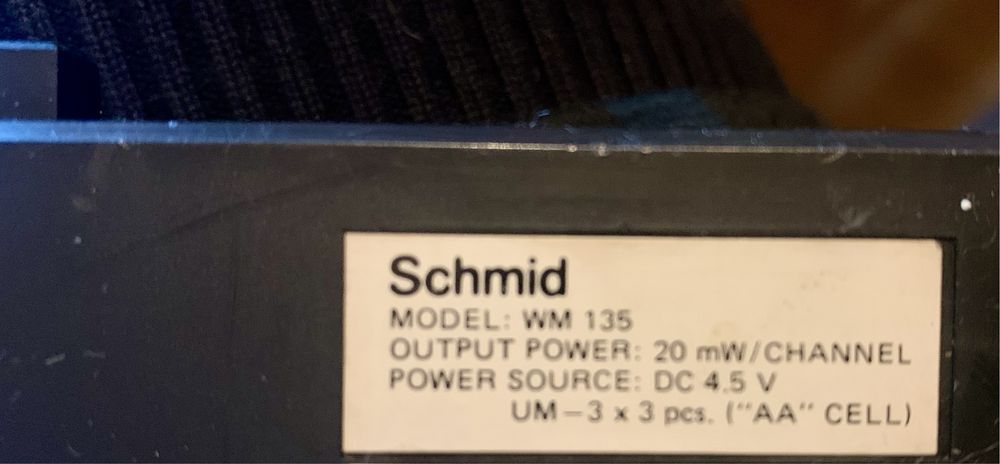 Schmid
MODEL: WM 135
OUTPUT POWER: 20 mW/CHANNEL
POWER SOURCE: DC 4.5 V
UM–3 x 3 pcs. ("AA" CELL)